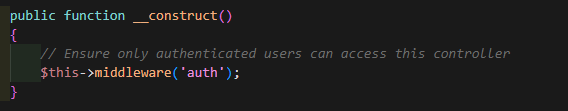 public function __construct()
{
    // Ensure only authenticated users can access this controller
    $this->middleware('auth');
}